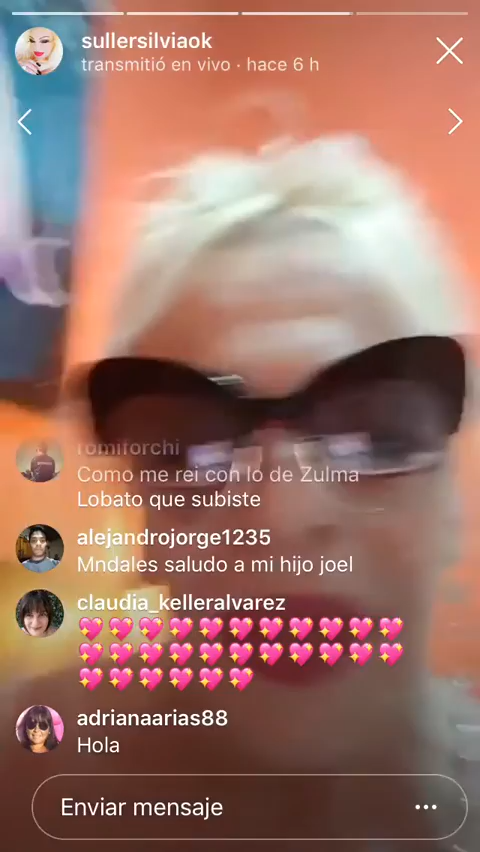 sullersilviaok
transmitió en vivo · hace 6 h
romiforchi
Como me rei con lo de Zulma
Lobato que subiste
alejandrojorge1235
Mndales saludo a mi hijo joel
claudia_kelleralvarez
💖💖💖💖💖💖💖💖💖💖💖
💖💖💖💖💖💖💖💖💖💖💖
💖💖💖💖💖💖
adrianaarias88
Hola
Enviar mensaje